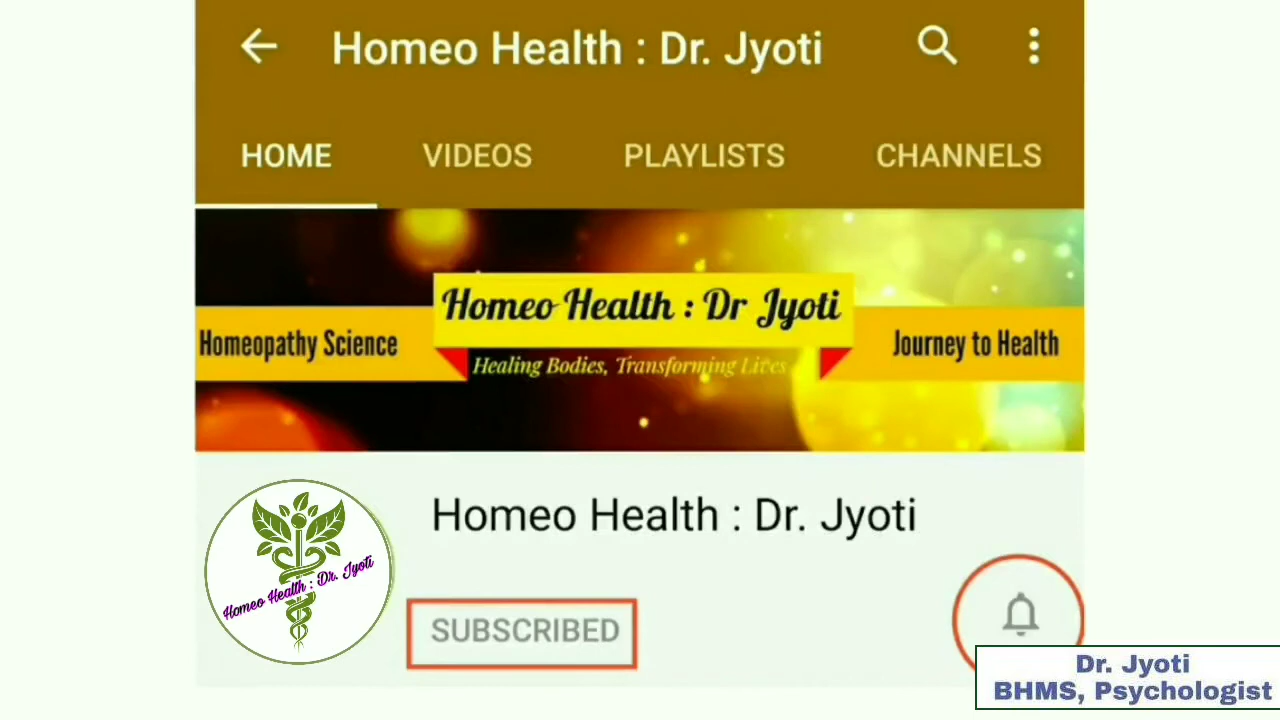 Homeo Health : Dr. Jyoti
HOME VIDEOS PLAYLISTS CHANNELS
Homeopathy Science
Homeo Health : Dr Jyoti
Healing Bodies, Transforming Lives
Journey to Health
Homeo Health : Dr. Jyoti
Homeo Health : Dr. Jyoti
SUBSCRIBED
Dr. Jyoti
BHMS, Psychologist